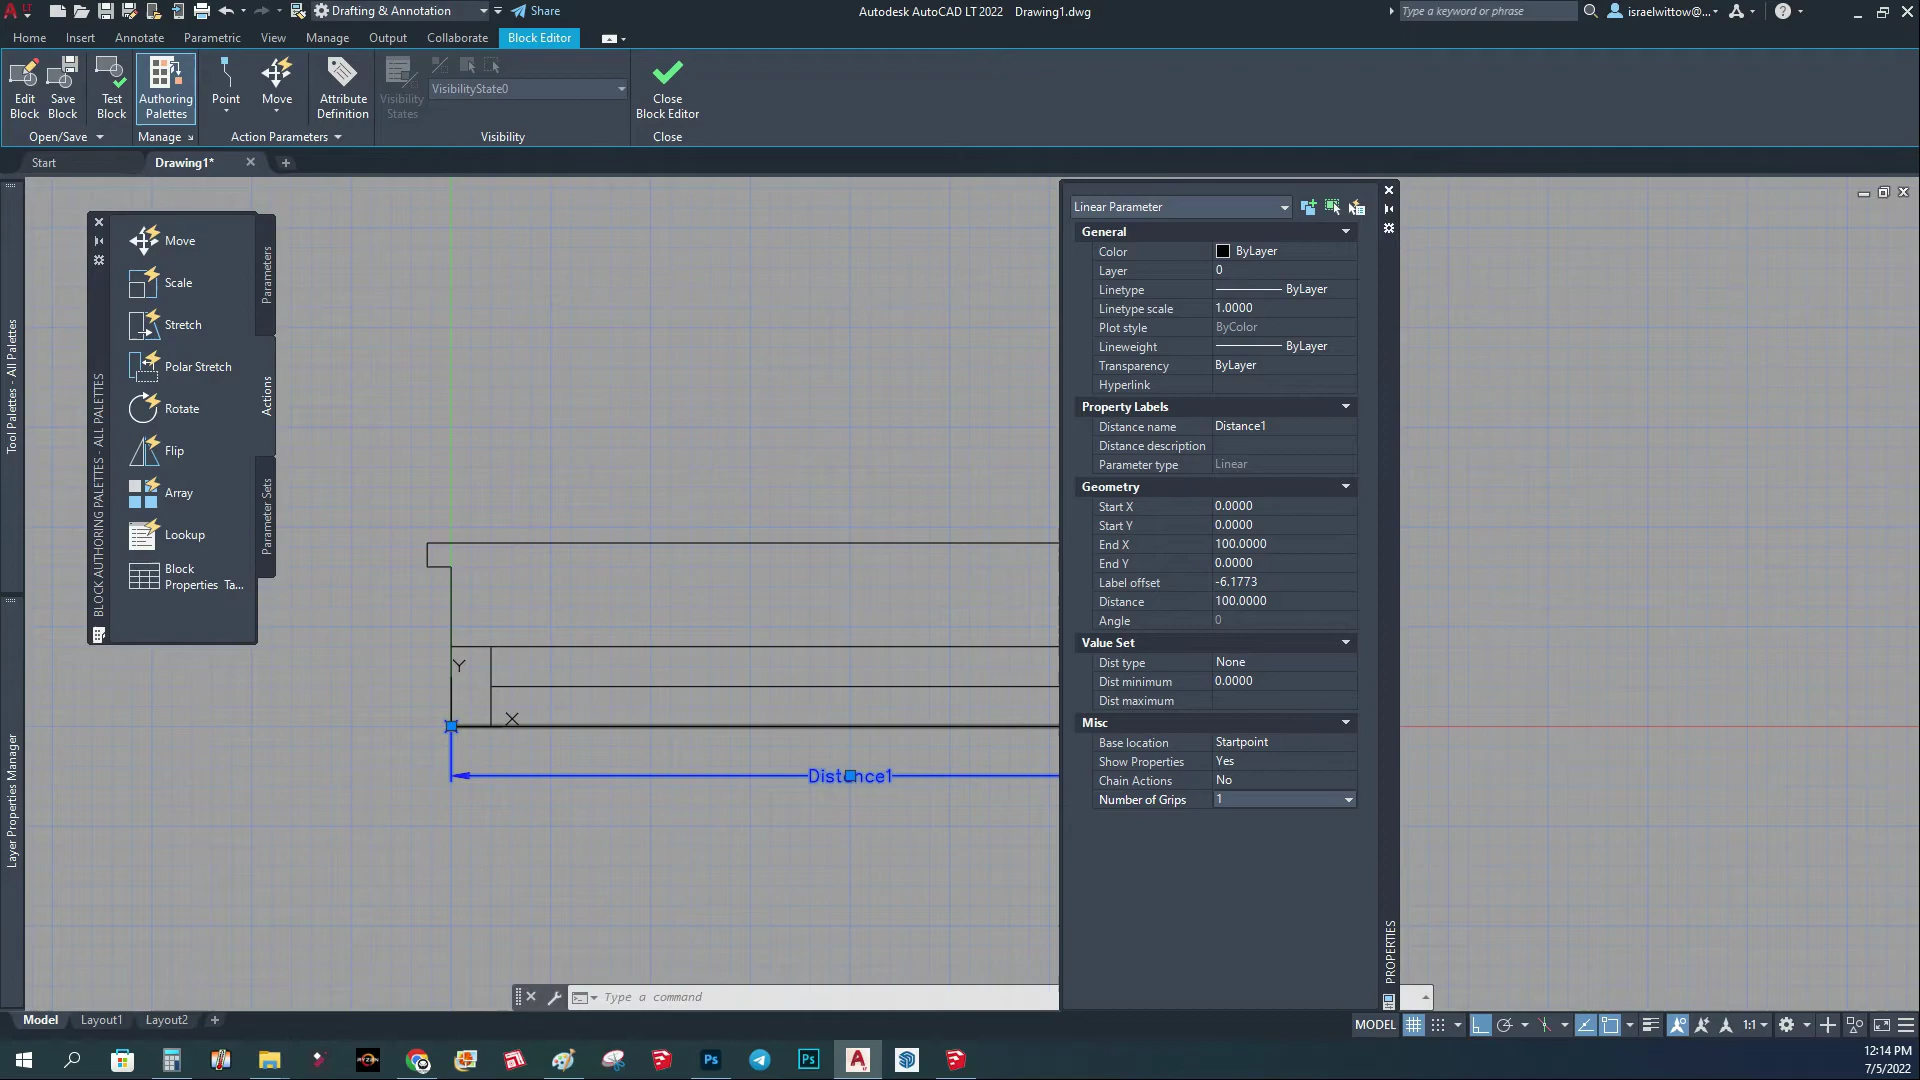 LT
Drafting & Annotation
Share
Autodesk AutoCAD LT 2022 Drawing1.dwg
Type a keyword or phrase
israelwittow@...
Home Insert Annotate Parametric View Manage Output Collaborate Block Editor
Edit Block
Save Block
Test Block
Authoring Palettes
Point
Move
Attribute Definition
Visibility States
VisibilityState0
Close Block Editor
Open/Save Manage Action Parameters Visibility Close
Start Drawing1*
Tool Palettes - All Palettes
Layer Properties Manager
BLOCK AUTHORING PALETTES - ALL PALETTES
Move
Scale
Stretch
Polar Stretch
Rotate
Flip
Array
Lookup
Block
Properties Ta...
Parameters
Actions
Parameter Sets
Y
X
Distance1
Linear Parameter
General
Color ByLayer
Layer 0
Linetype ByLayer
Linetype scale 1.0000
Plot style ByColor
Lineweight ByLayer
Transparency ByLayer
Hyperlink
Property Labels
Distance name Distance1
Distance description
Parameter type Linear
Geometry
Start X 0.0000
Start Y 0.0000
End X 100.0000
End Y 0.0000
Label offset -6.1773
Distance 100.0000
Angle 0
Value Set
Dist type None
Dist minimum 0.0000
Dist maximum
Misc
Base location Startpoint
Show Properties Yes
Chain Actions No
Number of Grips 1
PROPERTIES
Type a command
Model Layout1 Layout2
MODEL 1:1
RYZEN
Ps
Ps
12:14 PM
7/5/2022